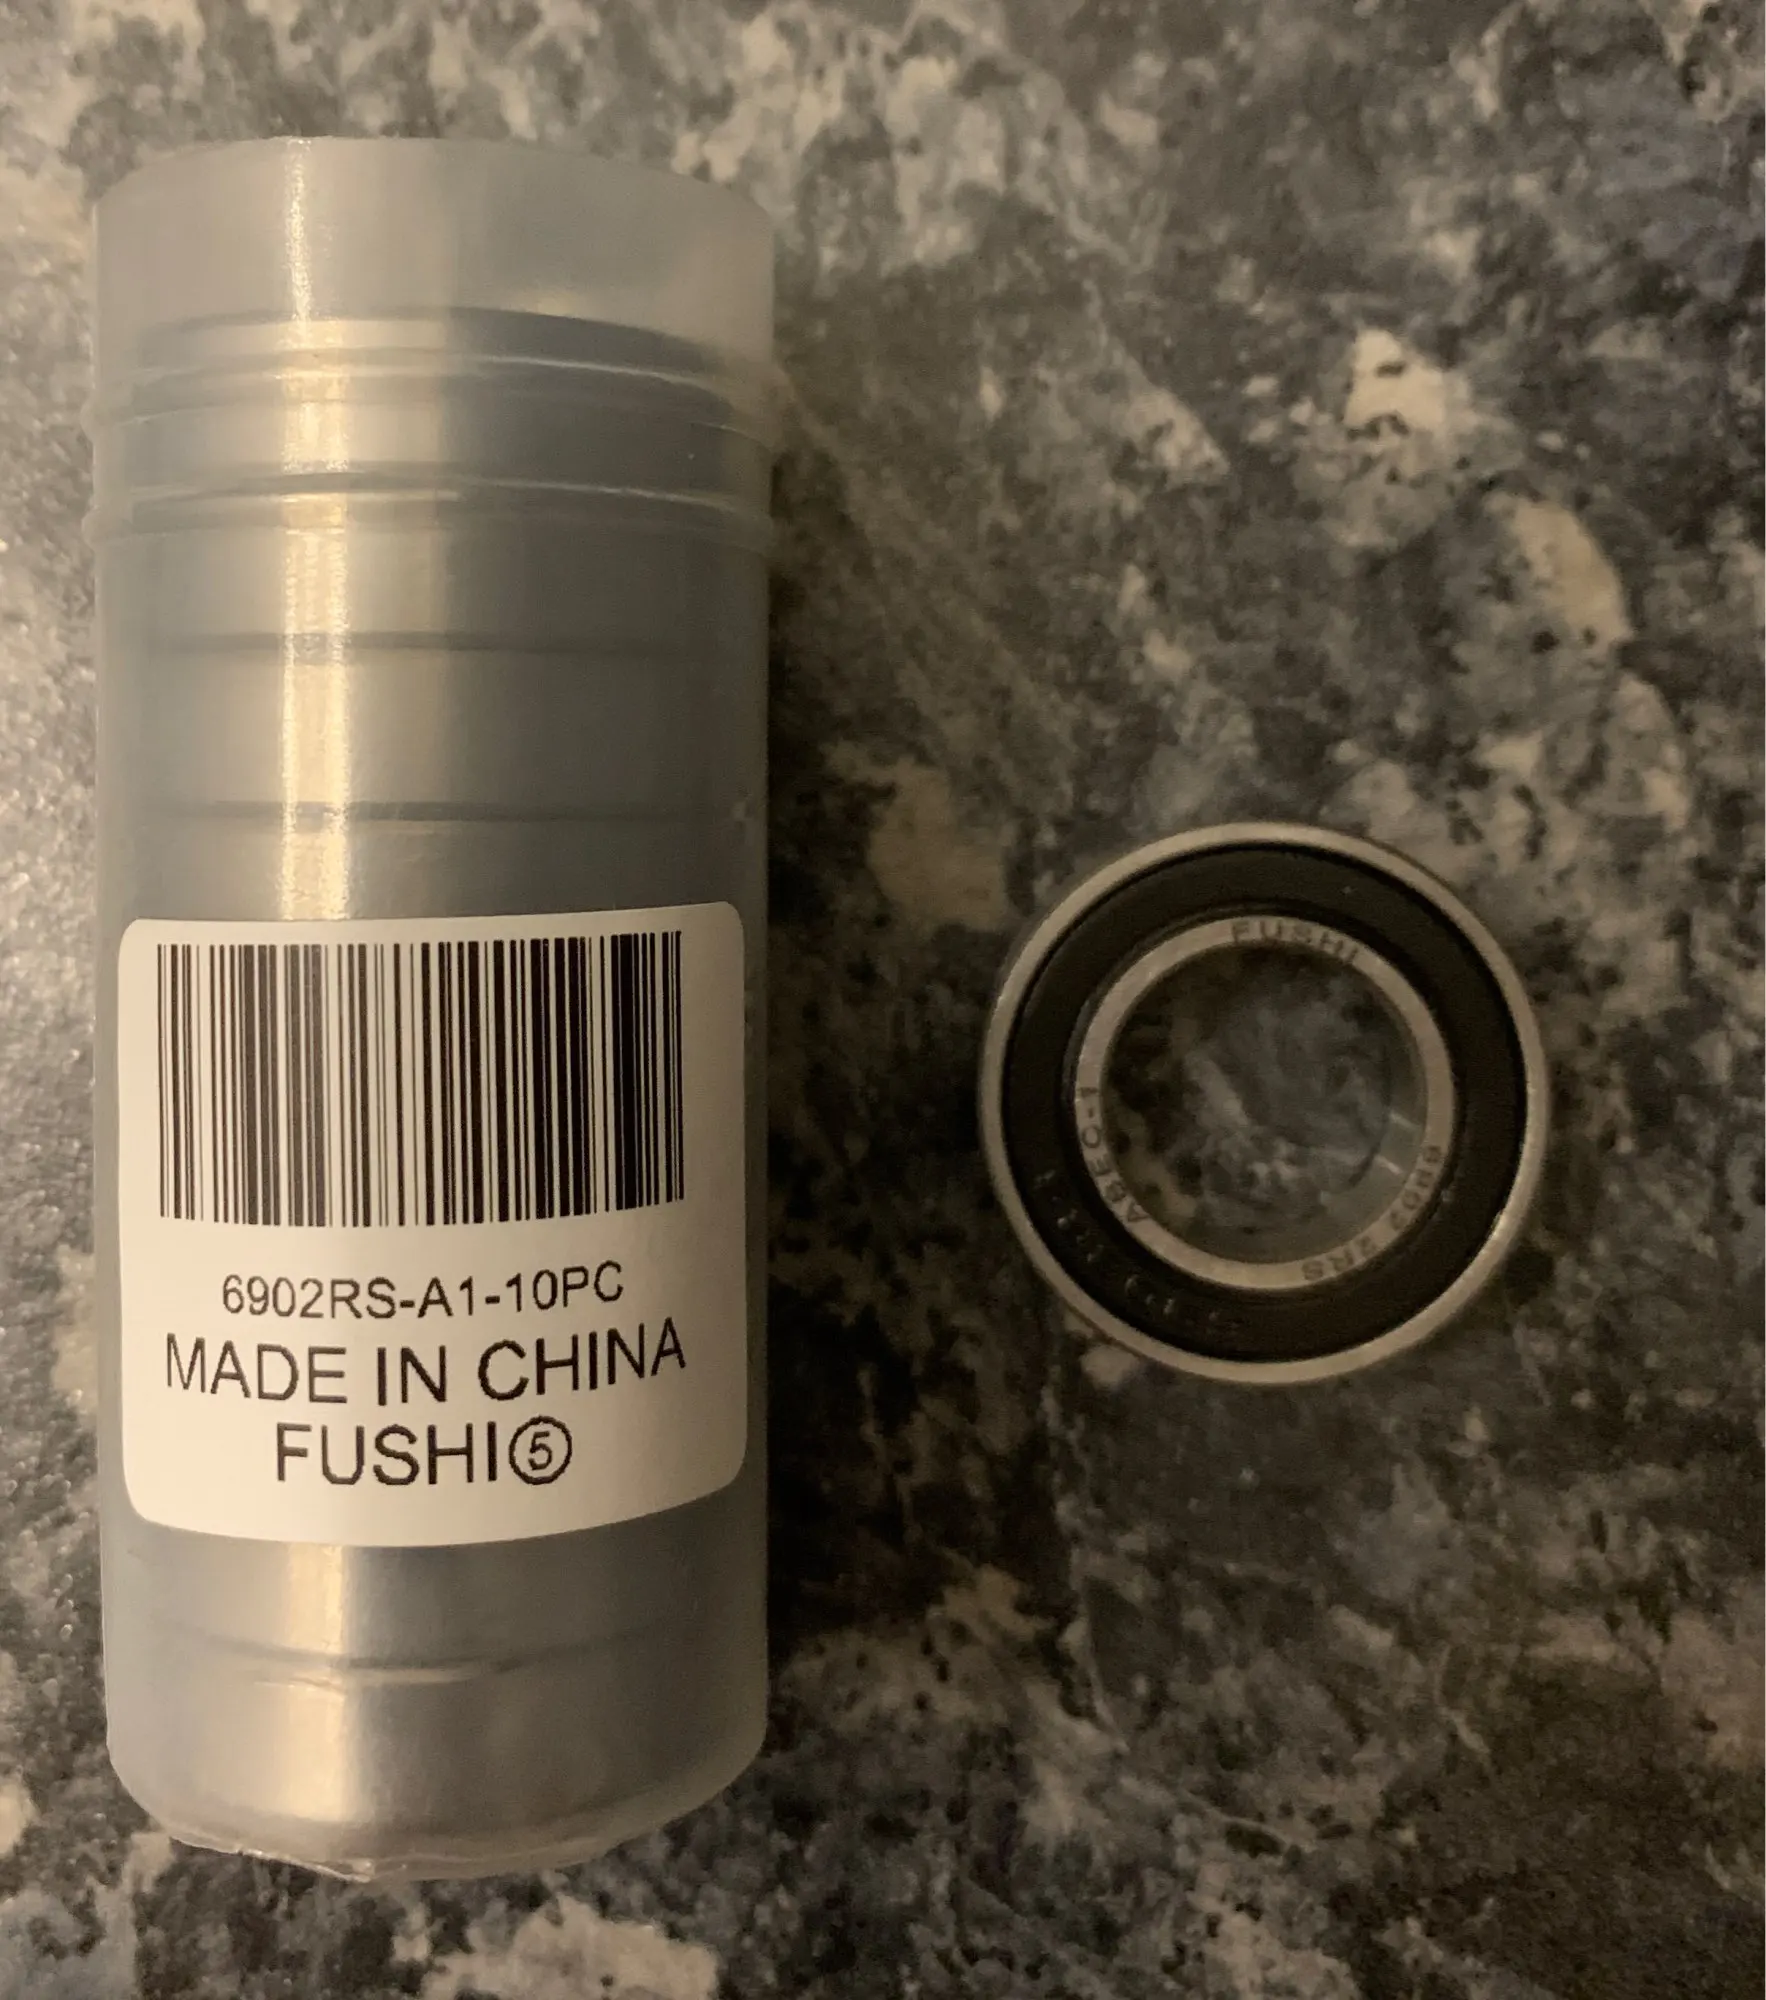 6902RS-A1-10PC
MADE IN CHINA
FUSHI⑤
FUSHI
6902 2RS
ABEC-1